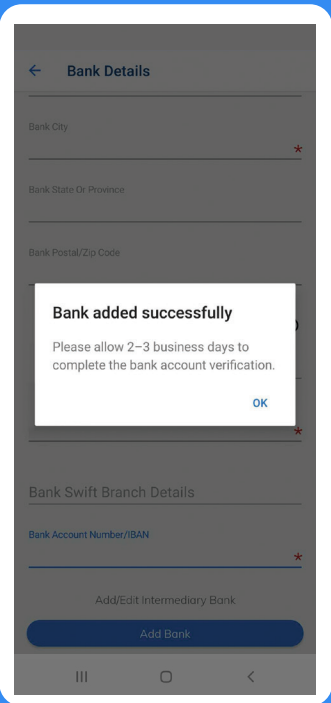 Bank Details
Bank City
*
Bank State Or Province
Bank Postal/Zip Code
Bank added successfully
Please allow 2–3 business days to
complete the bank account verification.
OK
*
Bank Swift Branch Details
Bank Account Number/IBAN
*
Add/Edit Intermediary Bank
Add Bank